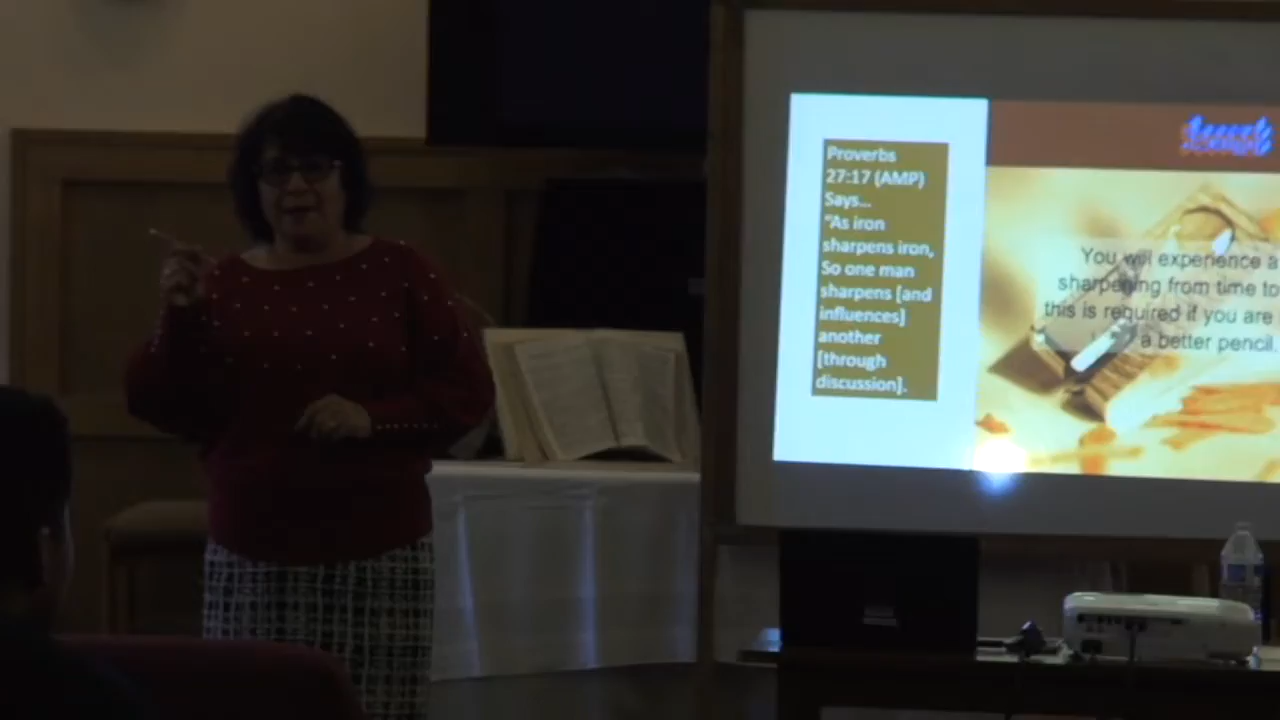 Proverbs
27:17 (AMP)
Says...
"As iron
sharpens iron,
So one man
sharpens [and
influences]
another
[through
discussion].
You will experience a
sharpening from time to
this is required if you are
a better pencil.